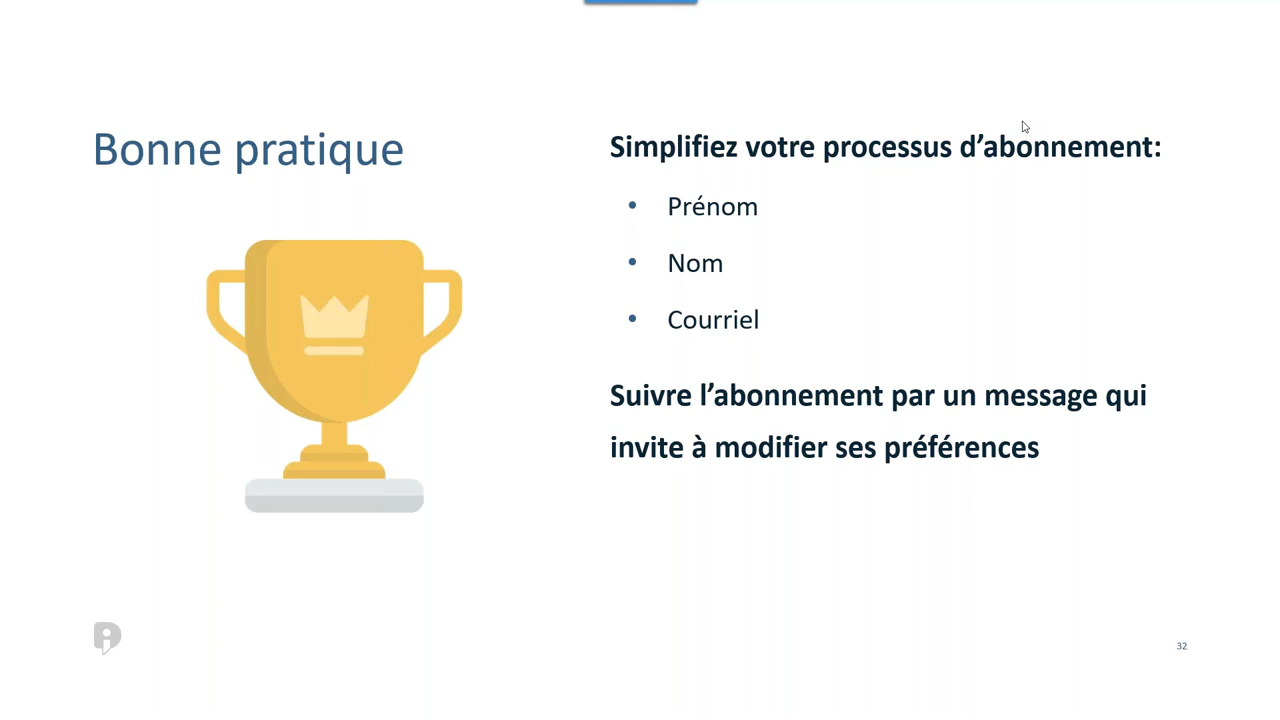 Bonne pratique
Simplifiez votre processus d’abonnement:
• Prénom
• Nom
• Courriel
Suivre l’abonnement par un message qui
invite à modifier ses préférences
32